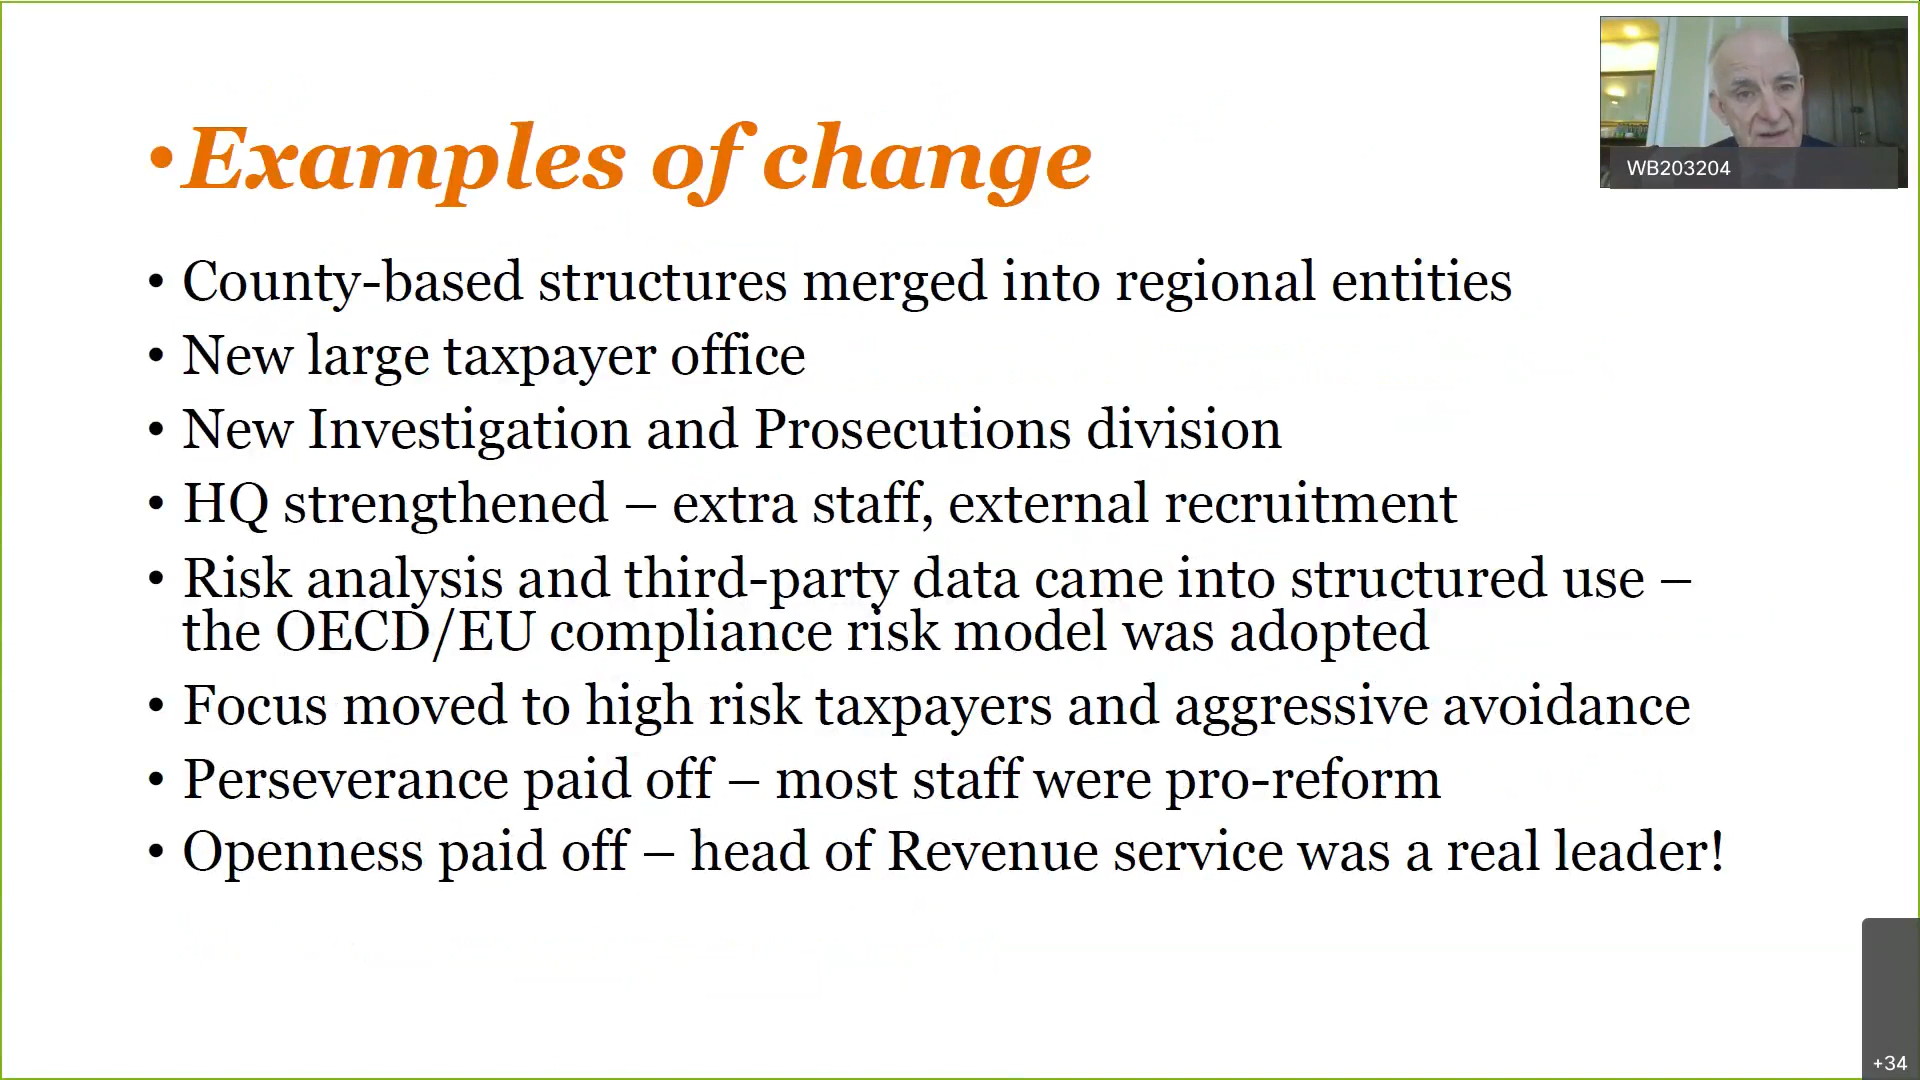 •Examples of change
WB203204
• County-based structures merged into regional entities
• New large taxpayer office
• New Investigation and Prosecutions division
• HQ strengthened – extra staff, external recruitment
• Risk analysis and third-party data came into structured use –
the OECD/EU compliance risk model was adopted
• Focus moved to high risk taxpayers and aggressive avoidance
• Perseverance paid off – most staff were pro-reform
• Openness paid off – head of Revenue service was a real leader!
+34